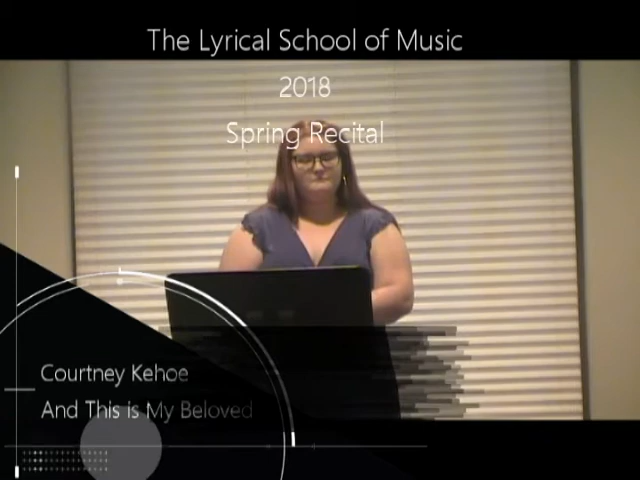 The Lyrical School of Music
2018
Spring Recital
Courtney Kehoe
And This is My Beloved